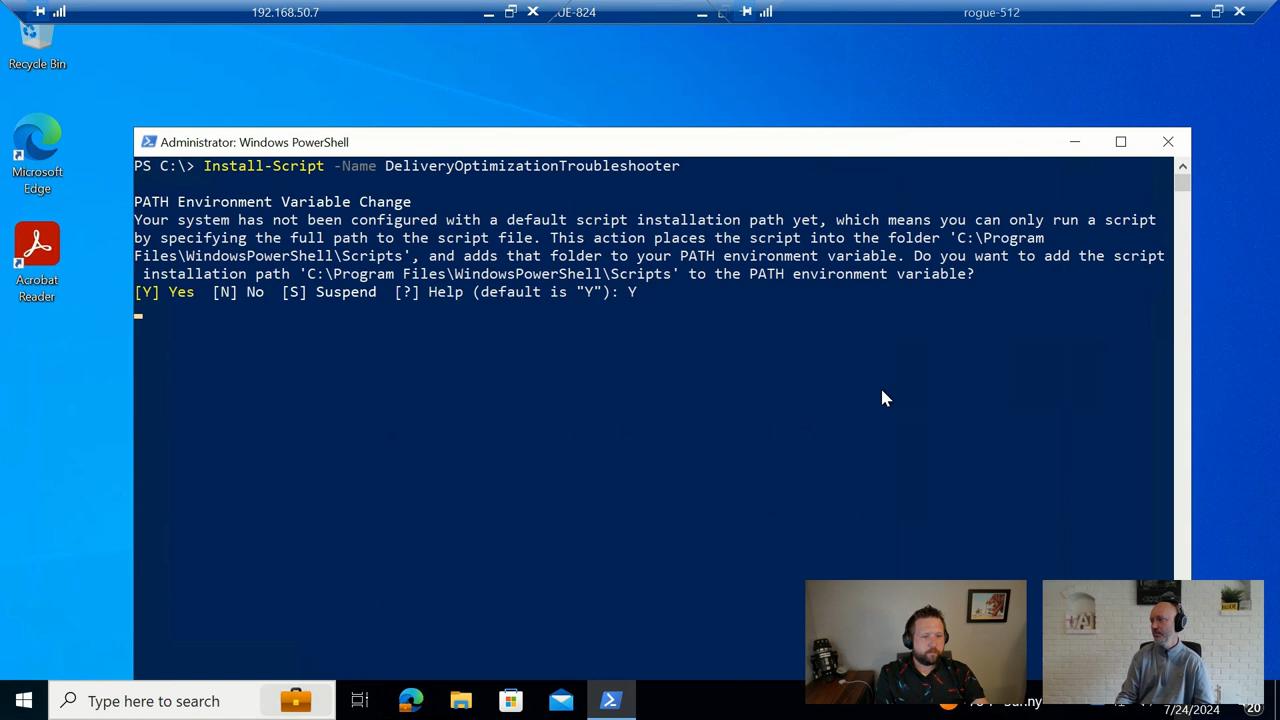 192.168.50.7
UE-824
rogue-512
Recycle Bin
Microsoft
Edge
Acrobat
Reader
Administrator: Windows PowerShell
PS C:\> Install-Script -Name DeliveryOptimizationTroubleshooter
PATH Environment Variable Change
Your system has not been configured with a default script installation path yet, which means you can only run a script
by specifying the full path to the script file. This action places the script into the folder 'C:\Program
Files\WindowsPowerShell\Scripts', and adds that folder to your PATH environment variable. Do you want to add the script
installation path 'C:\Program Files\WindowsPowerShell\Scripts' to the PATH environment variable?
[Y] Yes [N] No [S] Suspend [?] Help (default is "Y"): Y
Type here to search
Sunny
7/24/2024
20